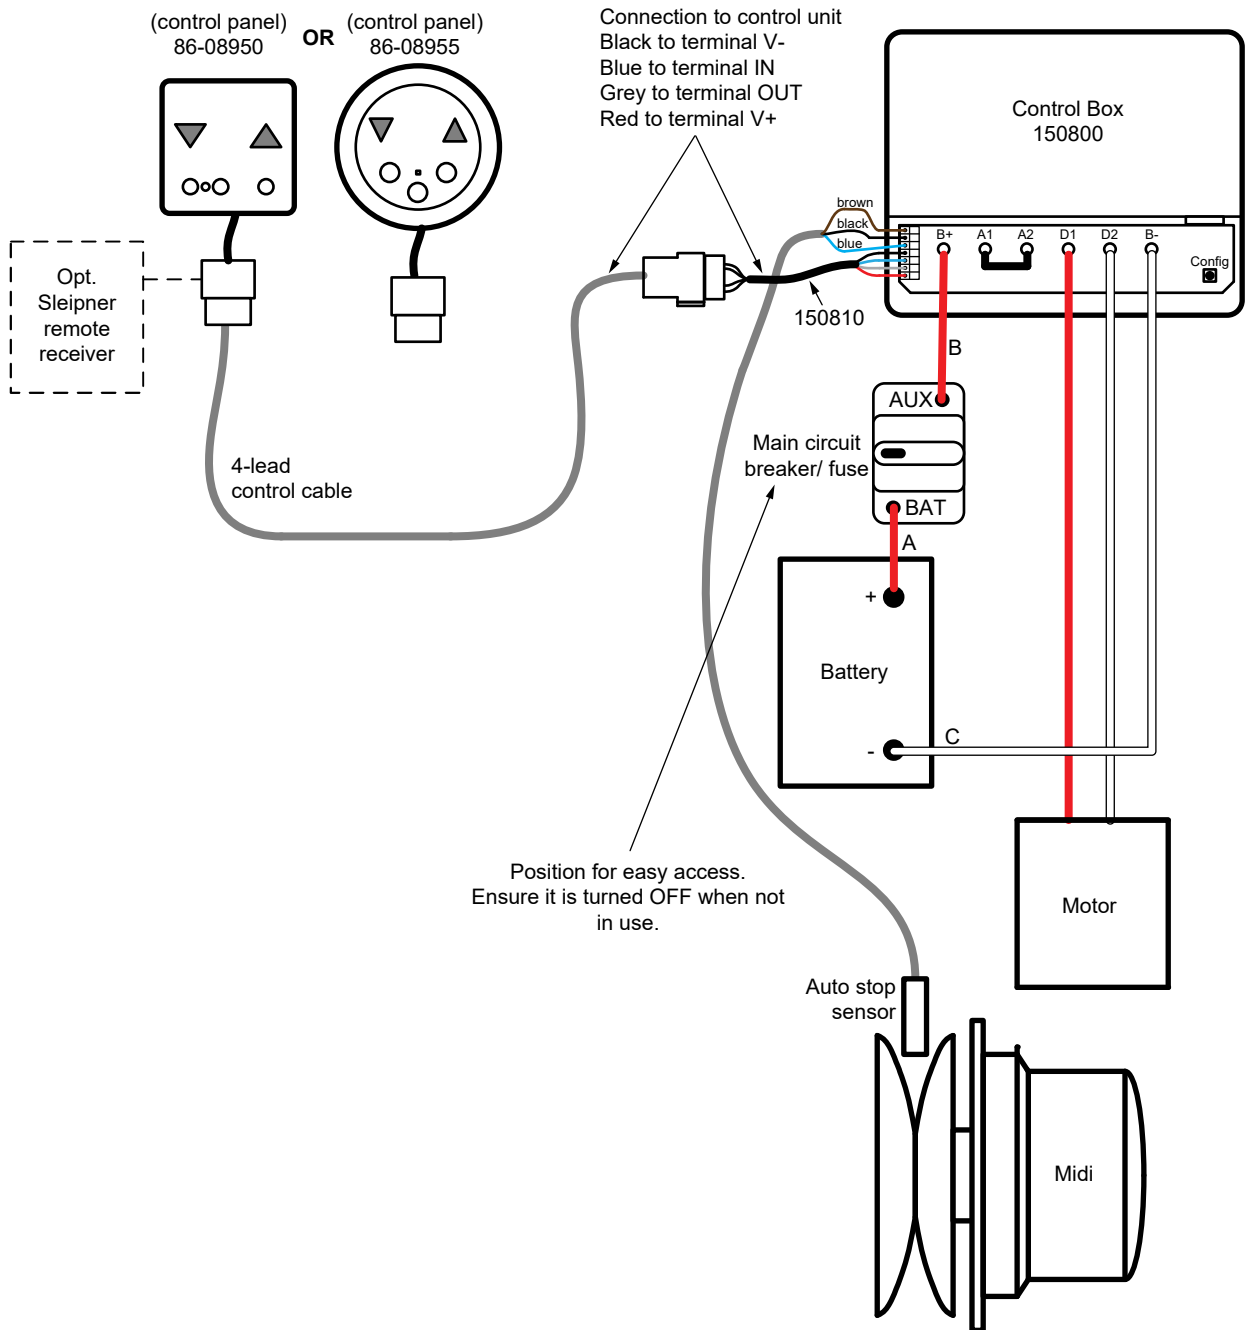 (control panel)
86-08950
OR
(control panel)
86-08955
Connection to control unit
Black to terminal V-
Blue to terminal IN
Grey to terminal OUT
Red to terminal V+
Control Box
150800
brown
black
blue
B+
A1
A2
D1
D2
B-
Config
Opt.
Sleipner
remote
receiver
150810
B
AUX
Main circuit
breaker/ fuse
BAT
A
4-lead
control cable
+
Battery
-
C
Position for easy access.
Ensure it is turned OFF when not
in use.
Motor
Auto stop
sensor
Midi